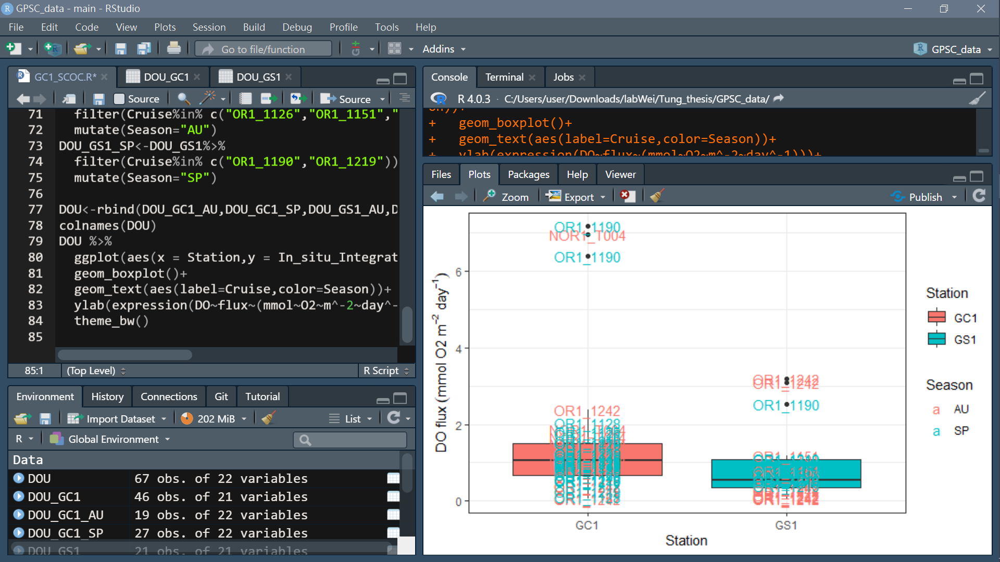 GPSC_data - main - RStudio
File Edit Code View Plots Session Build Debug Profile Tools Help
Go to file/function Addins GPSC_data
GC1_SCOC.R* DOU_GC1 DOU_GS1
Source Source
71 filter(Cruise%in% c("OR1_1126","OR1_1151","
72 mutate(Season="AU")
73 DOU_GS1_SP<-DOU_GS1%>%
74 filter(Cruise%in% c("OR1_1190","OR1_1219"))
75 mutate(Season="SP")
76
77 DOU<-rbind(DOU_GC1_AU,DOU_GC1_SP,DOU_GS1_AU,D
78 colnames(DOU)
79 DOU %>%
80 ggplot(aes(x = Station,y = In_situ_Integrat
81 geom_boxplot()+
82 geom_text(aes(label=Cruise,color=Season))+
83 ylab(expression(DO~flux~(mmol~O2~m^-2~day^-
84 theme_bw()
85
85:1 (Top Level) R Script
Environment History Connections Git Tutorial
Import Dataset 202 MiB List
R Global Environment
Data
DOU 67 obs. of 22 variables
DOU_GC1 46 obs. of 21 variables
DOU_GC1_AU 19 obs. of 22 variables
DOU_GC1_SP 27 obs. of 22 variables
DOU_GS1 21 obs. of 21 variables
Console Terminal Jobs
R 4.0.3 · C:/Users/user/Downloads/labWei/Tung_thesis/GPSC_data/
+ geom_boxplot()+
+ geom_text(aes(label=Cruise,color=Season))+
+ ylab(expression(DO~flux~(mmol~O2~m^-2~day^-1)))+
Files Plots Packages Help Viewer
Zoom Export Publish
OR1_1190
NOR1_T004
OR1_1190
OR1_1242
OR1_1242
OR1_1190
OR1_1242
OR1_1128
OR1_1151
OR1_1242
OR1_1242
6
4
2
0
DO flux (mmol O2 m⁻² day⁻¹)
GC1 GS1
Station
Station
GC1
GS1
Season
a AU
a SP